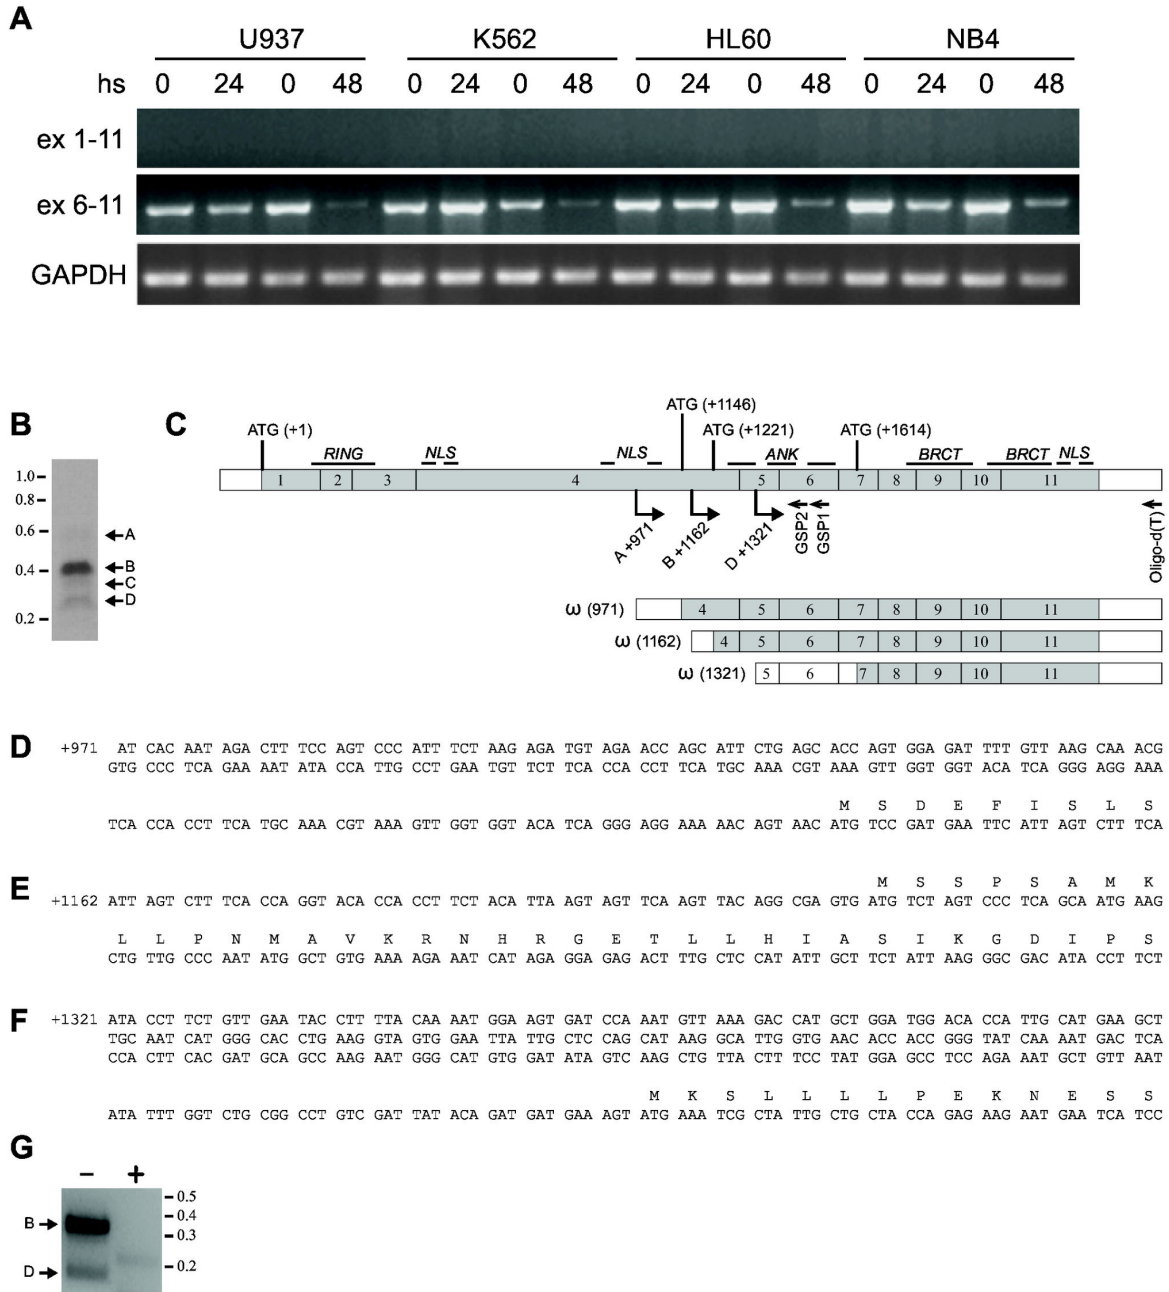 A
U937 K562 HL60 NB4
hs 0 24 0 48 0 24 0 48 0 24 0 48 0 24 0 48
ex 1-11
ex 6-11
GAPDH
B
1.0
0.6
0.4
0.2
A
B
C
D
C
ATG (+1)
ATG (+1146)
ATG (+1221)
ATG (+1614)
RING NLS NLS ANK BRCT BRCT NLS
1 2 3 4 5 6 7 8 9 10 11
A +971
B +1162
D +1321
GSP2
GSP1
Oligo-d(T)
ω (971) 4 5 6 7 8 9 10 11
ω (1162) 4 5 6 7 8 9 10 11
ω (1321) 5 6 7 8 9 10 11
D
+971 AT CAC AAT AGA CTT TCC AGT CCC ATT TCT AAG AGA TGT AGA ACC AGC ATT CTG AGC ACC AGT GGA GAT TTT GTT AAG CAA ACG
GTG CCC TCA GAA AAT ATA CCA TTG CCT GAA TGT TCT TCA CCA CCT TCA TGC AAA CGT AAA GTT GGT GGT ACA TCA GGG AGG AAA
M S D E F I S L S
TCA CCA CCT TCA TGC AAA CGT AAA GTT GGT GGT ACA TCA GGG AGG AAA AAC AGT AAC ATG TCC GAT GAA TTC ATT AGT CTT TCA
E
M S S P S A M K
+1162 ATT AGT CTT TCA CCA GGT ACA CCA CCT TCT ACA TTA AGT AGT TCA AGT TAC AGG CGA GTG ATG TCT AGT CCC TCA GCA ATG AAG
L L P N M A V K R N H R G E T L L H I A S I K G D I P S
CTG TTG CCC AAT ATG GCT GTG AAA AGA AAT CAT AGA GGA GAG ACT TTG CTC CAT ATT GCT TCT ATT AAG GGC GAC ATA CCT TCT
F
+1321 ATA CCT TCT GTT GAA TAC CTT TTA CAA AAT GGA AGT GAT CCA AAT GTT AAA GAC CAT GCT GGA TGG ACA CCA TTG CAT GAA GCT
TGC AAT CAT GGG CAC CTG AAG GTA GTG GAA TTA TTG CTC CAG CAT AAG GCA TTG GTG AAC ACC ACC GGG TAT CAA AAT GAC TCA
CCA CTT CAC GAT GCA GCC AAG AAT GGG CAT GTG GAT ATA GTC AAG CTG TTA CTT TCC TAT GGA GCC TCC AGA AAT GCT GTT AAT
M K S L L L L P E K N E S S
ATA TTT GGT CTG CGG CCT GTC GAT TAT ACA GAT GAT GAA AGT ATG AAA TCG CTA TTG CTG CTA CCA GAG AAG AAT GAA TCA TCC
G
− +
B
D
0.5
0.4
0.3
0.2